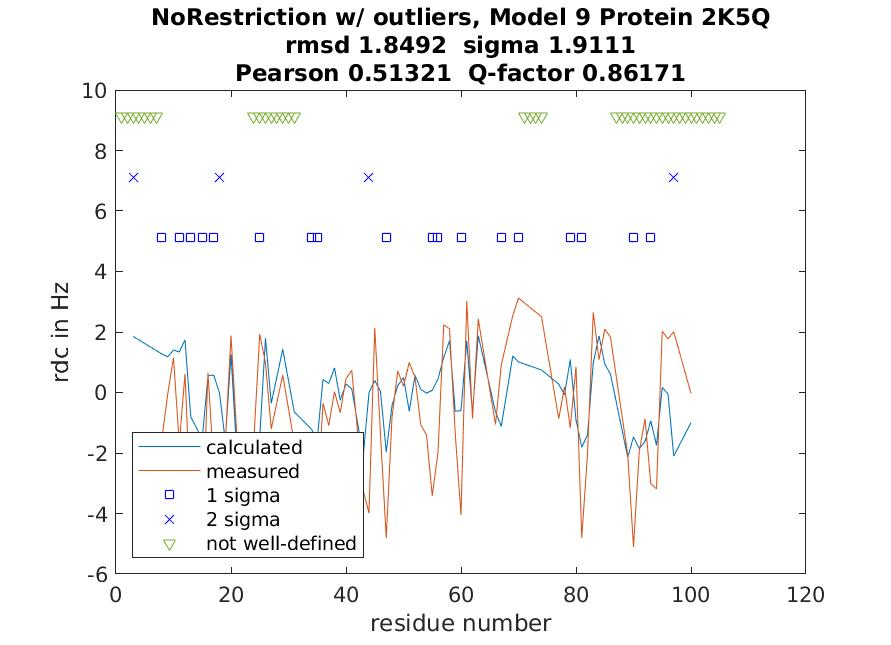 NoRestriction w/ outliers, Model 9 Protein 2K5Q
rmsd 1.8492  sigma 1.9111
Pearson 0.51321  Q-factor 0.86171
10
8
6
4
2
0
-2
-4
-6
rdc in Hz
calculated
measured
1 sigma
2 sigma
not well-defined
0 20 40 60 80 100 120
residue number